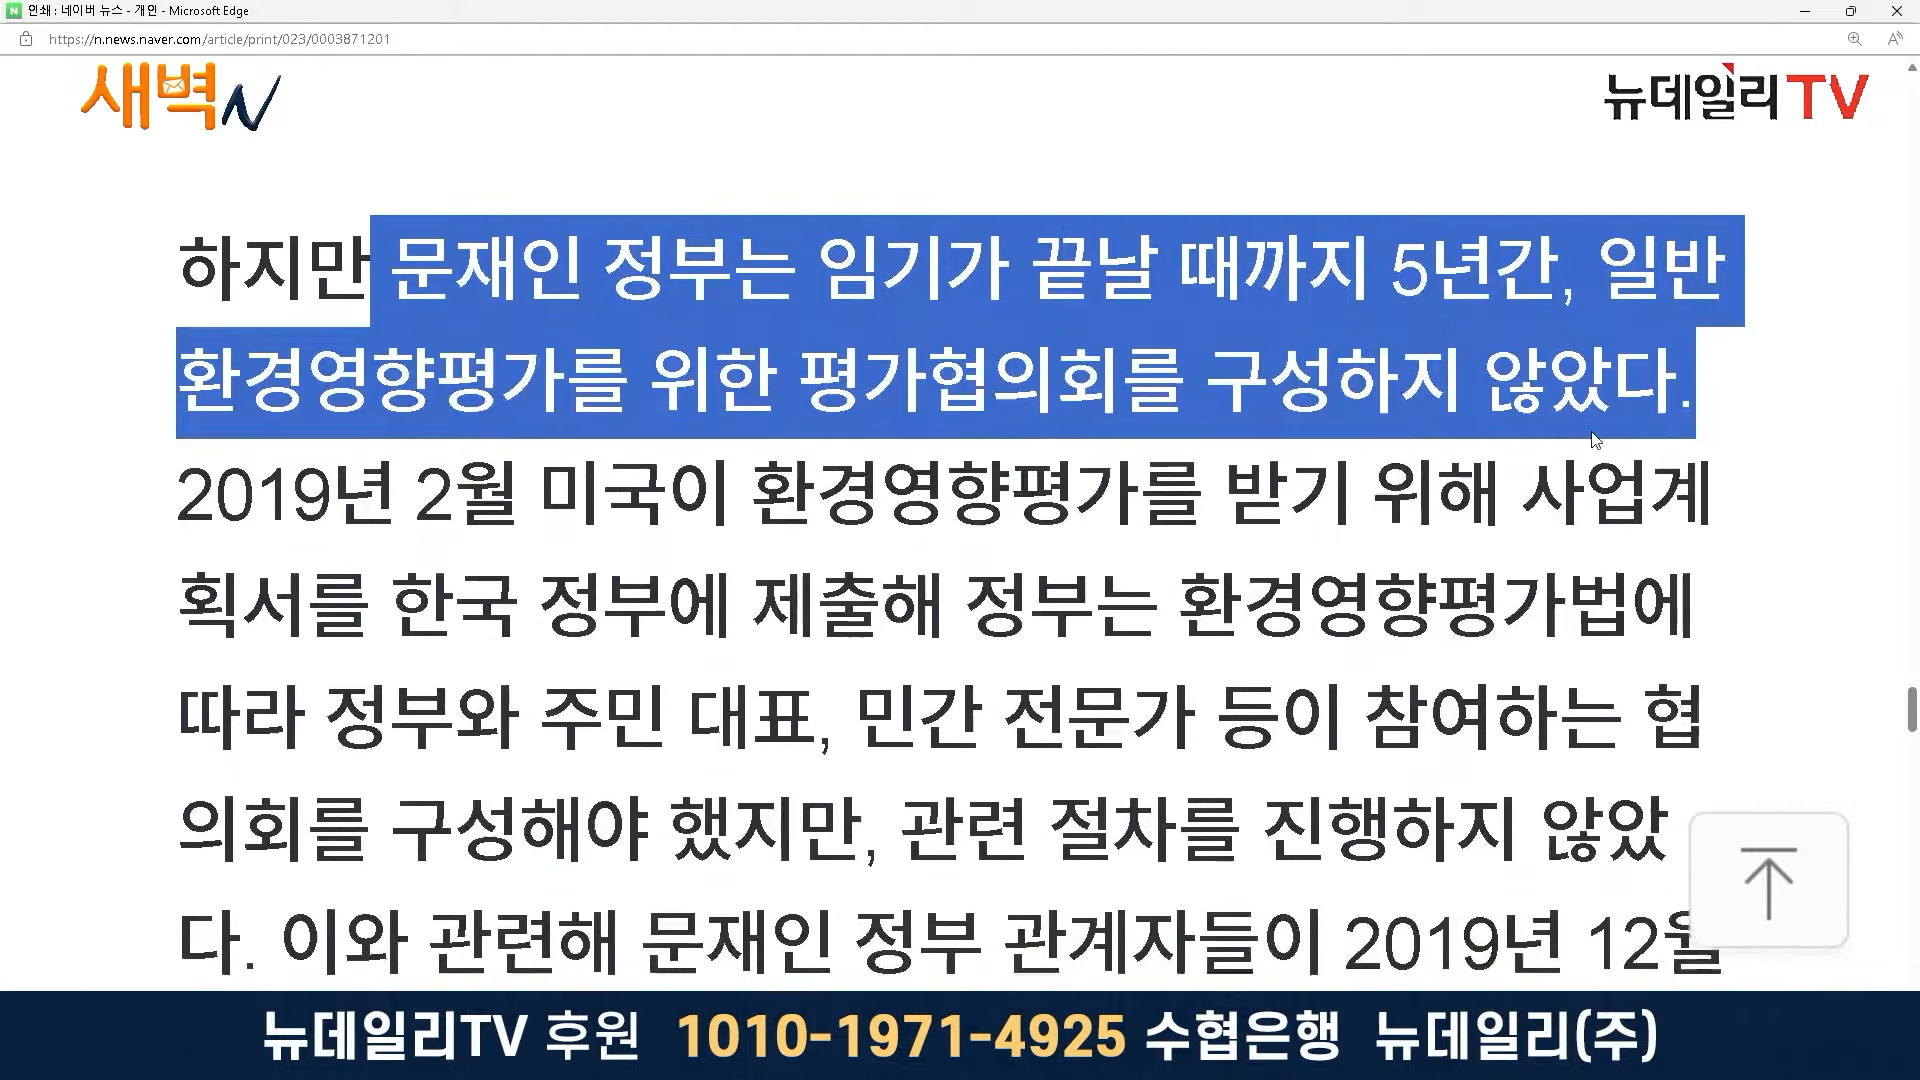 인쇄 : 네이버 뉴스 - 개인 - Microsoft Edge
https://n.news.naver.com/article/print/023/0003871201
새벽N
뉴데일리TV
하지만 문재인 정부는 임기가 끝날 때까지 5년간, 일반
환경영향평가를 위한 평가협의회를 구성하지 않았다.
2019년 2월 미국이 환경영향평가를 받기 위해 사업계
획서를 한국 정부에 제출해 정부는 환경영향평가법에
따라 정부와 주민 대표, 민간 전문가 등이 참여하는 협
의회를 구성해야 했지만, 관련 절차를 진행하지 않았
다. 이와 관련해 문재인 정부 관계자들이 2019년 12월
뉴데일리TV 후원 1010-1971-4925 수협은행 뉴데일리(주)